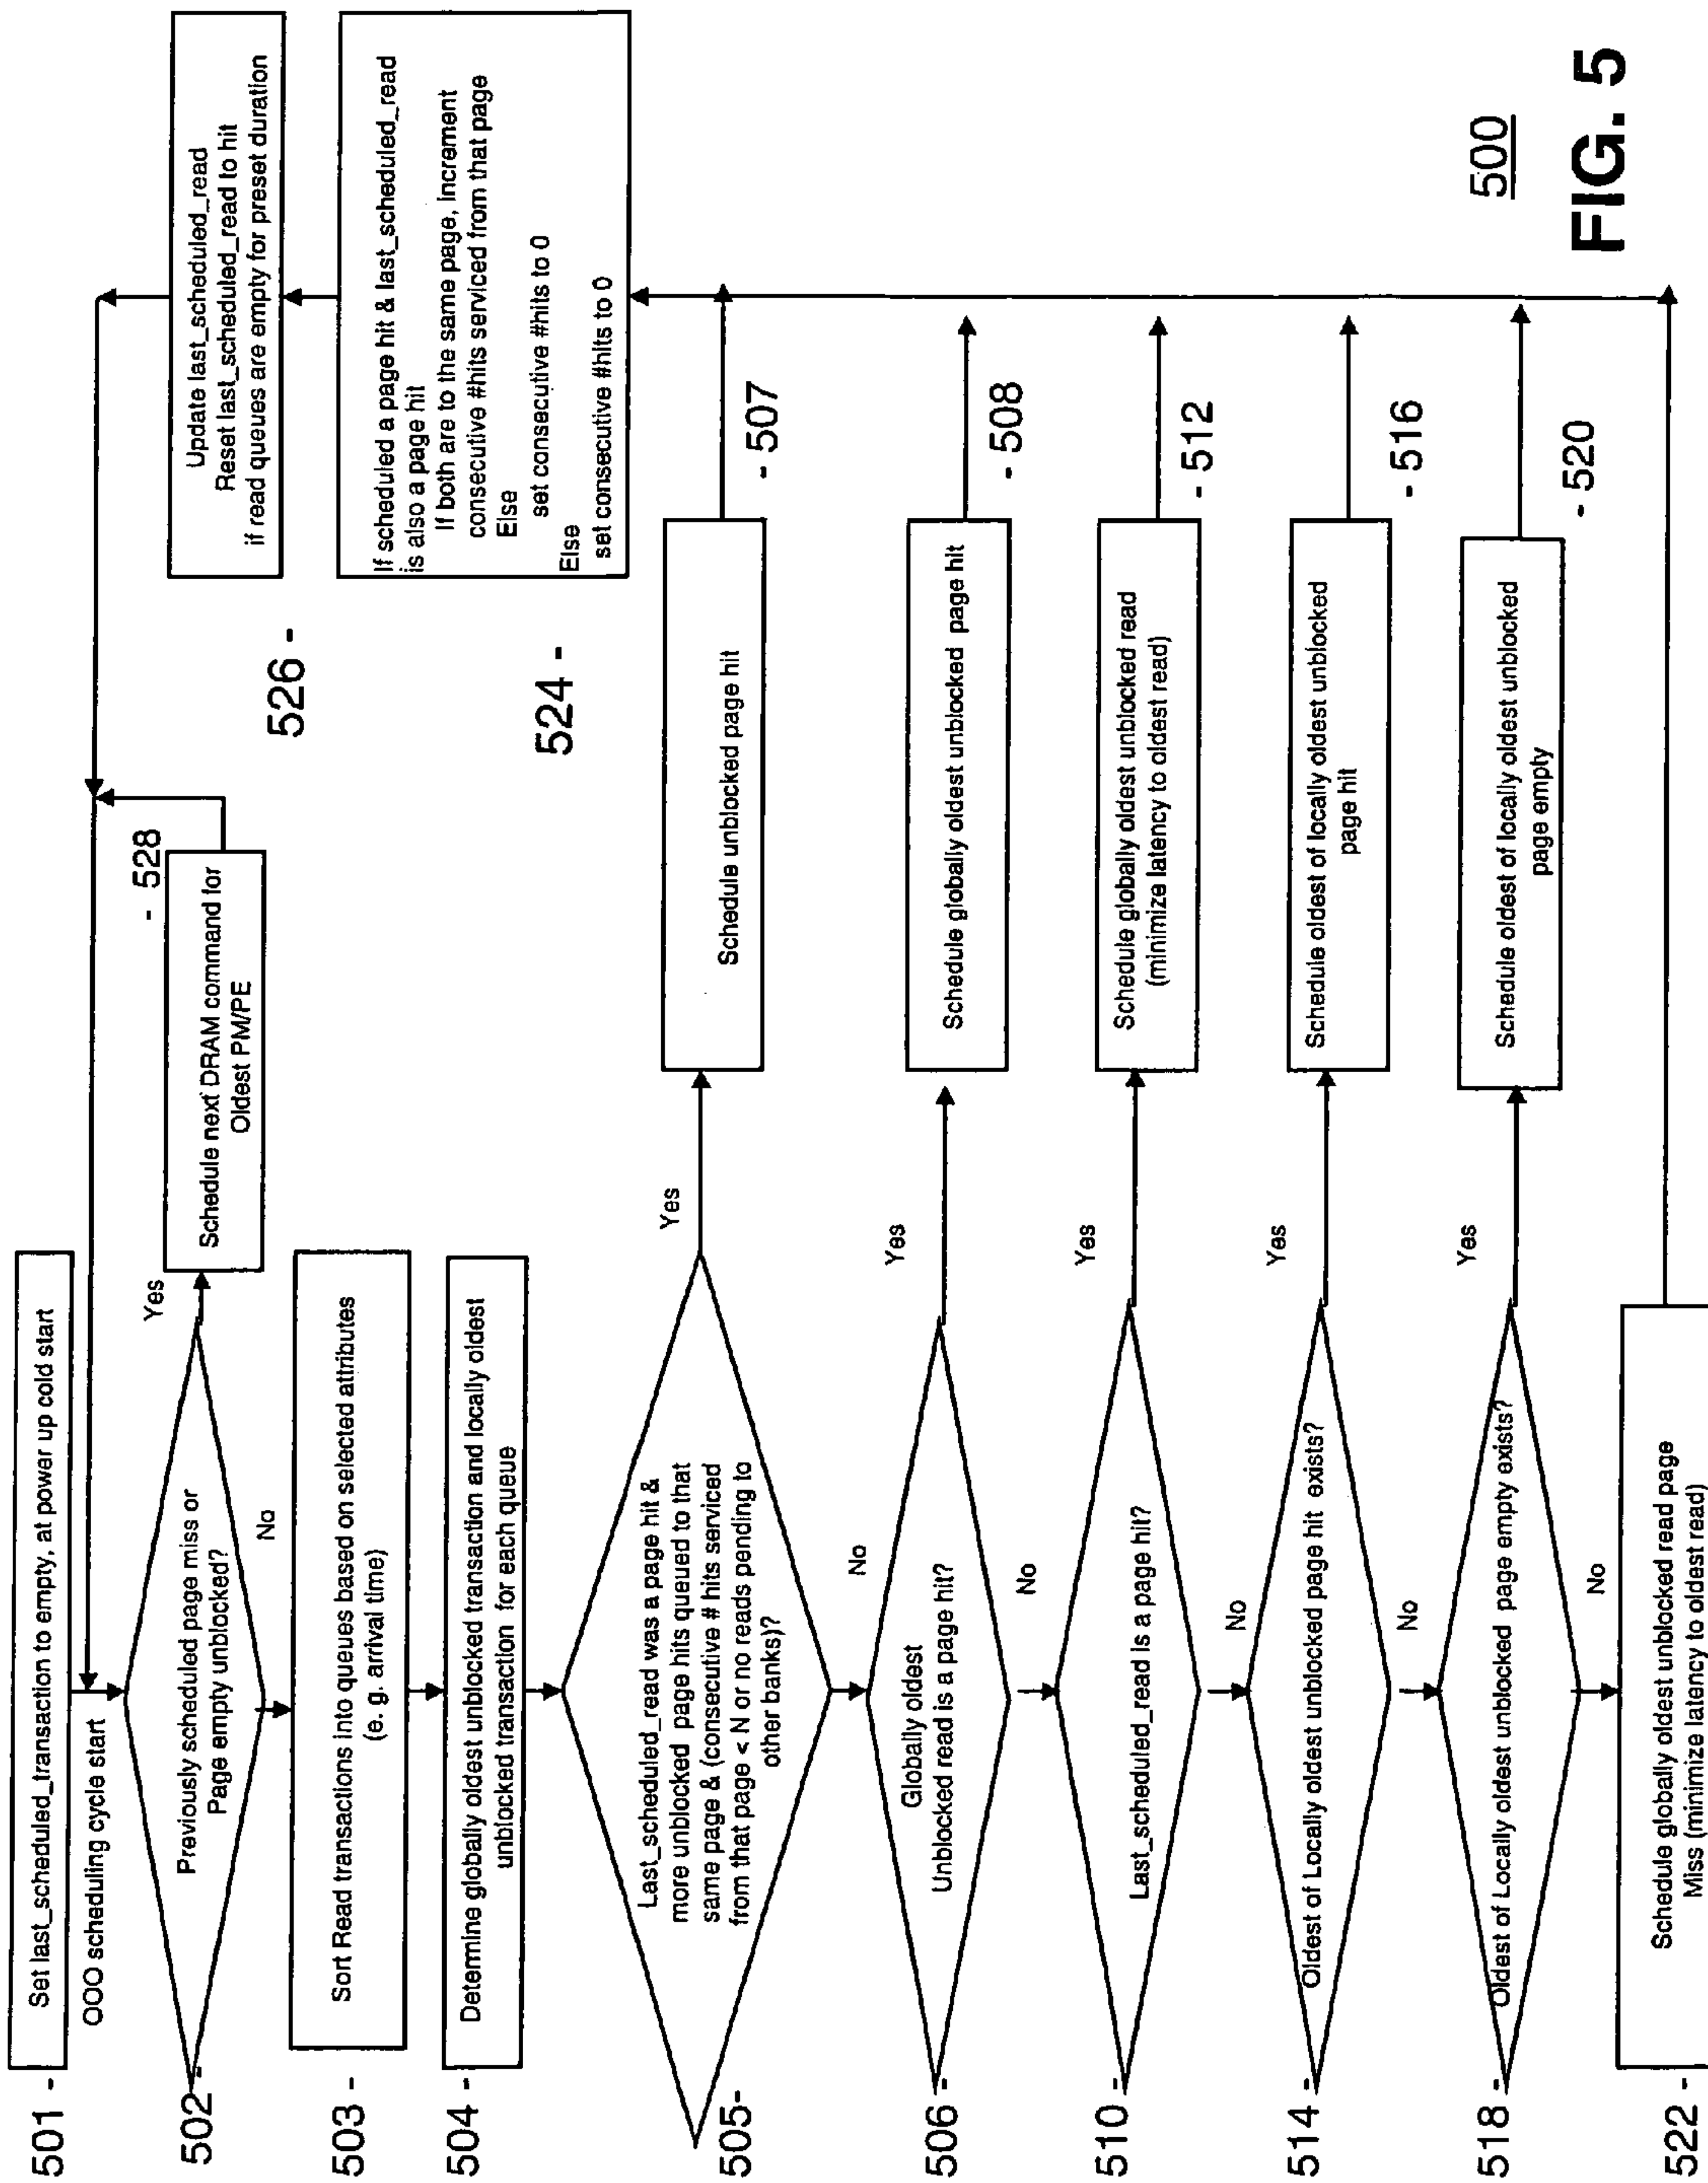 501 -
Set last_scheduled_transaction to empty, at power up cold start
OOO scheduling cycle start
502 -
Previously scheduled page miss or
Page empty unblocked?
Yes
No
- 528
Schedule next DRAM command for
Oldest PM/PE
503 -
Sort Read transactions into queues based on selected attributes
(e. g. arrival time)
504 -
Determine globally oldest unblocked transaction and locally oldest
unblocked transaction for each queue
505-
Last_scheduled_read was a page hit &
more unblocked page hits queued to that
same page & (consecutive # hits serviced
from that page < N or no reads pending to
other banks)?
Yes
No
Schedule unblocked page hit
- 507
506 -
Globally oldest
Unblocked read is a page hit?
Yes
No
Schedule globally oldest unblocked page hit
- 508
510 -
Last_scheduled_read is a page hit?
Yes
No
Schedule globally oldest unblocked read
(minimize latency to oldest read)
- 512
514 -
Oldest of Locally oldest unblocked page hit exists?
Yes
No
Schedule oldest of locally oldest unblocked
page hit
- 516
518 -
Oldest of Locally oldest unblocked page empty exists?
Yes
No
Schedule oldest of locally oldest unblocked
page empty
- 520
522 -
Schedule globally oldest unblocked read page
Miss (minimize latency to oldest read)
524 -
If scheduled a page hit & last_scheduled_read
is also a page hit
If both are to the same page, increment
consecutive #hits serviced from that page
Else
set consecutive #hits to 0
Else
set consecutive #hits to 0
526 -
Update last_scheduled_read
Reset last_scheduled_read to hit
if read queues are empty for preset duration
500
FIG. 5